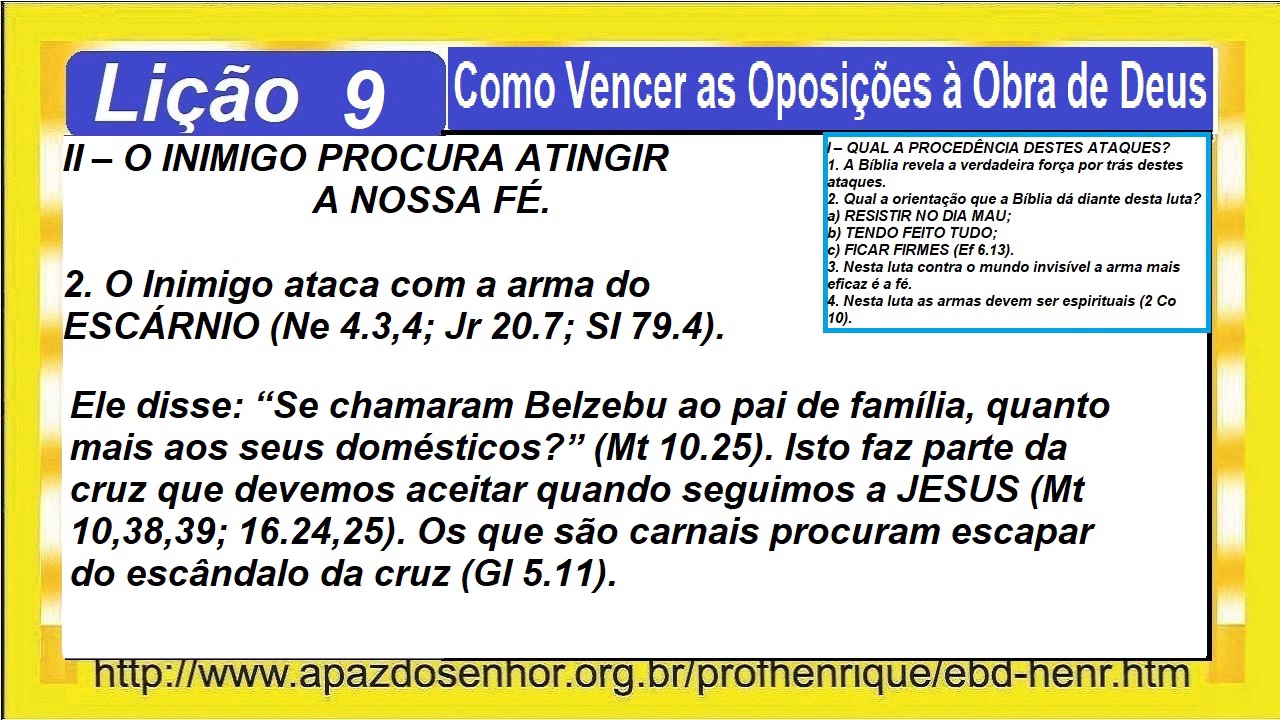 Lição 9
Como Vencer as Oposições à Obra de Deus
II – O INIMIGO PROCURA ATINGIR
A NOSSA FÉ.
2. O Inimigo ataca com a arma do
ESCÁRNIO (Ne 4.3,4; Jr 20.7; Sl 79.4).
I – QUAL A PROCEDÊNCIA DESTES ATAQUES?
1. A Bíblia revela a verdadeira força por trás destes
ataques.
2. Qual a orientação que a Bíblia dá diante desta luta?
a) RESISTIR NO DIA MAU;
b) TENDO FEITO TUDO;
c) FICAR FIRMES (Ef 6.13).
3. Nesta luta contra o mundo invisível a arma mais
eficaz é a fé.
4. Nesta luta as armas devem ser espirituais (2 Co
10).
Ele disse: “Se chamaram Belzebu ao pai de família, quanto
mais aos seus domésticos?” (Mt 10.25). Isto faz parte da
cruz que devemos aceitar quando seguimos a JESUS (Mt
10,38,39; 16.24,25). Os que são carnais procuram escapar
do escândalo da cruz (Gl 5.11).
http://www.apazdosenhor.org.br/profhenrique/ebd-henr.htm